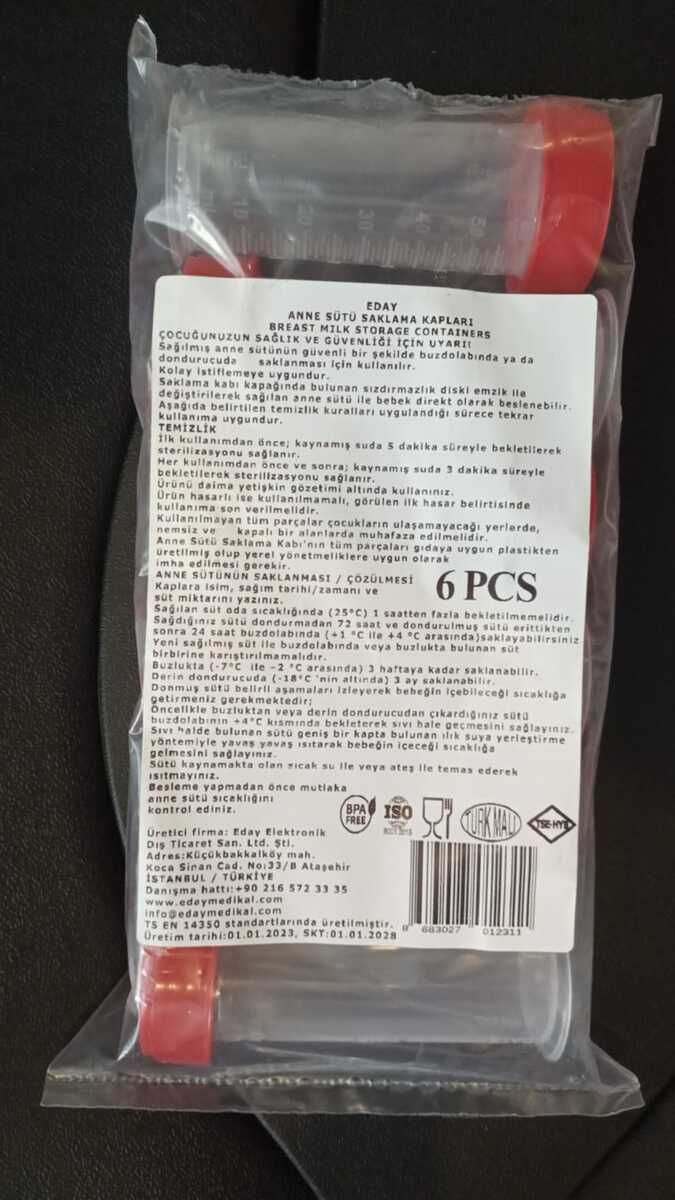 10 20 30 40 50
EDAY
ANNE SÜTÜ SAKLAMA KAPLARI
BREAST MILK STORAGE CONTAINERS
ÇOCUĞUNUZUN SAĞLIK VE GÜVENLİĞİ İÇİN UYARI!
Sağılmış anne sütünün güvenli bir şekilde buzdolabında ya da
dondurucuda saklanması için kullanılır.
Kolay istiflemeye uygundur.
Saklama kabı kapağında bulunan sızdırmazlık diski emzik ile
değiştirilerek sağılan anne sütü ile bebek direkt olarak beslenebilir.
Aşağıda belirtilen temizlik kuralları uygulandığı sürece tekrar
kullanıma uygundur.
TEMİZLİK
İlk kullanımdan önce; kaynamış suda 5 dakika süreyle bekletilerek
sterilizasyonu sağlanır.
Her kullanımdan önce ve sonra; kaynamış suda 3 dakika süreyle
bekletilerek sterilizasyonu sağlanır.
Ürünü daima yetişkin gözetimi altında kullanınız.
Ürün hasarlı ise kullanılmamalı, görülen ilk hasar belirtisinde
kullanıma son verilmelidir.
Kullanılmayan tüm parçalar çocukların ulaşamayacağı yerlerde,
nemsiz ve kapalı bir alanlarda muhafaza edilmelidir.
Anne Sütü Saklama Kabı'nın tüm parçaları gıdaya uygun plastikten
üretilmiş olup yerel yönetmeliklere uygun olarak
imha edilmesi gerekir.
ANNE SÜTÜNÜN SAKLANMASI / ÇÖZÜLMESİ
6 PCS
Kaplara isim, sağım tarihi/zamanı ve
süt miktarını yazınız.
Sağılan süt oda sıcaklığında (25°C) 1 saatten fazla bekletilmemelidir.
Sağdığınız sütü dondurmadan 72 saat ve dondurulmuş sütü erittikten
sonra 24 saat buzdolabında (+1 °C ile +4 °C arasında)saklayabilirsiniz
Yeni sağılmış süt ile buzdolabında veya buzlukta bulunan süt
birbirine karıştırılmamalıdır.
Buzlukta (-7°C ile -2 °C arasında) 3 haftaya kadar saklanabilir.
Derin dondurucuda (-18°C 'nin altında) 3 ay saklanabilir.
Donmuş sütü belirli aşamaları izleyerek bebeğin içebileceği sıcaklığa
getirmeniz gerekmektedir;
Öncelikle buzluktan veya derin dondurucudan çıkardığınız sütü
buzdolabının +4°C kısmında bekleterek sıvı hale geçmesini sağlayınız.
Sıvı halde bulunan sütü geniş bir kapta bulunan ılık suya yerleştirme
yöntemiyle yavaş yavaş ısıtarak bebeğin içeceği sıcaklığa
gelmesini sağlayınız.
Sütü kaynamakta olan sıcak su ile veya ateş ile temas ederek
ısıtmayınız.
Besleme yapmadan önce mutlaka
anne sütü sıcaklığını
kontrol ediniz.
BPA FREE
ISO
9001:2015
TÜRK MALI
TSE-HYB
Üretici firma: Eday Elektronik
Dış Ticaret San. Ltd. Şti.
Adres:Küçükbakkalköy mah.
Koca Sinan Cad. No:33/B Ataşehir
İSTANBUL / TÜRKİYE
Danışma hattı:+90 216 572 33 35
www.edaymedikal.com
info@edaymedikal.com
TS EN 14350 standartlarında üretilmiştir.
Üretim tarihi:01.01.2023, SKT:01.01.2028
8 683027 012311